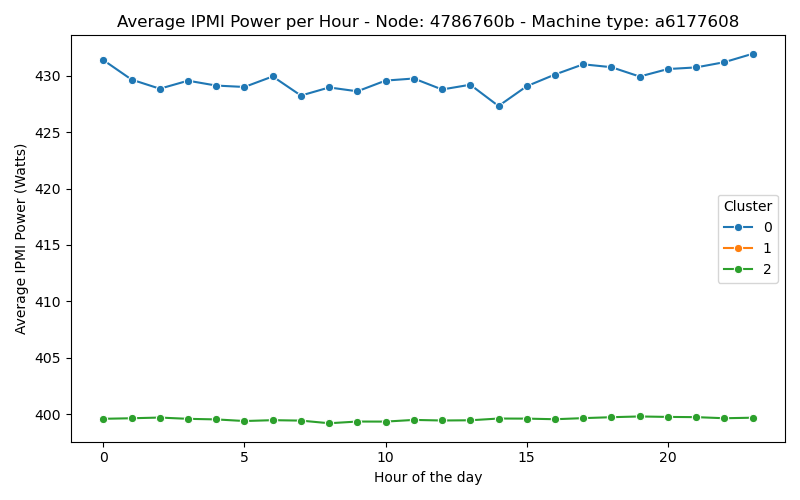 Average IPMI Power per Hour - Node: 4786760b - Machine type: a6177608
Average IPMI Power (Watts)
430
425
420
415
410
405
400
Cluster
0
1
2
0 5 10 15 20
Hour of the day